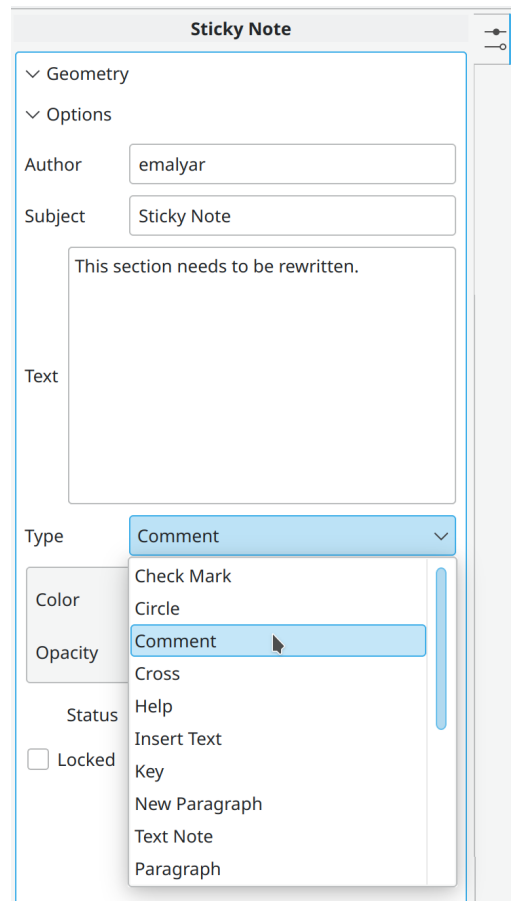 Sticky Note
Geometry
Options
Author emalyar
Subject Sticky Note
Text This section needs to be rewritten.
Type Comment
Color
Opacity
Status
Locked
Check Mark
Circle
Comment
Cross
Help
Insert Text
Key
New Paragraph
Text Note
Paragraph